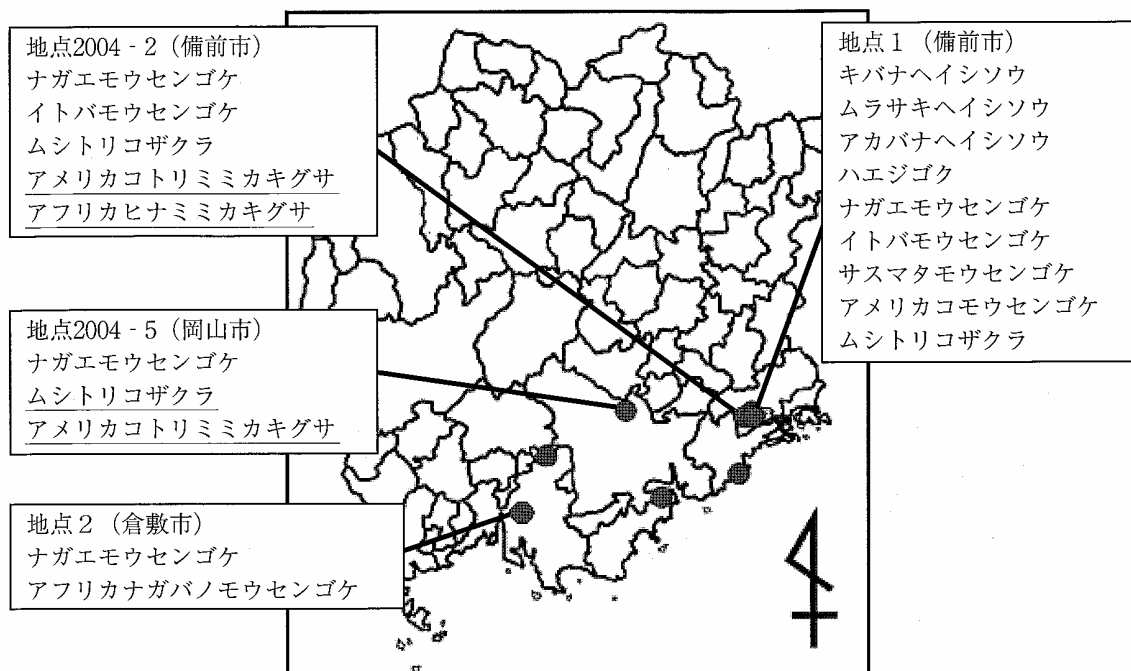 地点2004‐2（備前市）
ナガエモウセンゴケ
イトバモウセンゴケ
ムシトリコザクラ
アメリカコトリミミカキグサ
アフリカヒナミミカキグサ
地点2004‐5（岡山市）
ナガエモウセンゴケ
ムシトリコザクラ
アメリカコトリミミカキグサ
地点２（倉敷市）
ナガエモウセンゴケ
アフリカナガバノモウセンゴケ
地点１（備前市）
キバナヘイシソウ
ムラサキヘイシソウ
アカバナヘイシソウ
ハエジゴク
ナガエモウセンゴケ
イトバモウセンゴケ
サスマタモウセンゴケ
アメリカコモウセンゴケ
ムシトリコザクラ